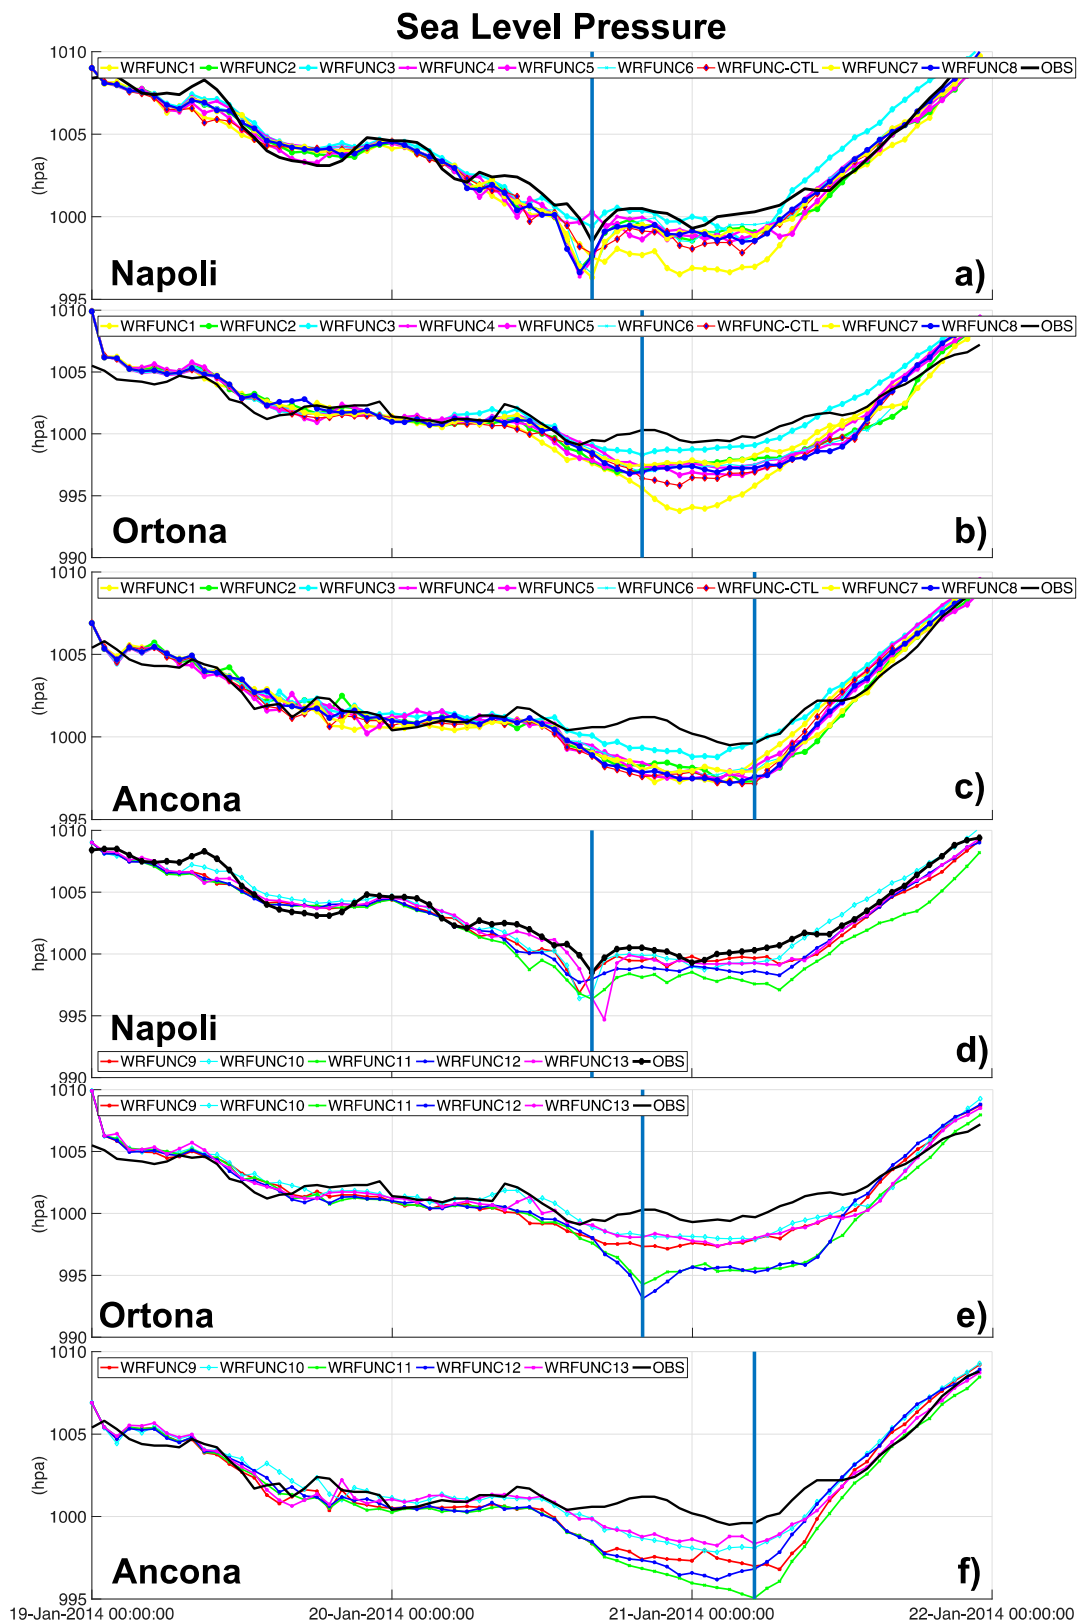 Sea Level Pressure
1010
WRFUNC1 WRFUNC2 WRFUNC3 WRFUNC4 WRFUNC5 WRFUNC6 WRFUNC-CTL WRFUNC7 WRFUNC8 OBS
1005
(hpa)
1000
Napoli a)
995
1010
WRFUNC1 WRFUNC2 WRFUNC3 WRFUNC4 WRFUNC5 WRFUNC6 WRFUNC-CTL WRFUNC7 WRFUNC8 OBS
1005
(hpa)
1000
995
Ortona b)
990
1010
WRFUNC1 WRFUNC2 WRFUNC3 WRFUNC4 WRFUNC5 WRFUNC6 WRFUNC-CTL WRFUNC7 WRFUNC8 OBS
1005
(hpa)
1000
Ancona c)
995
1010
1005
hpa)
1000
995
Napoli d)
WRFUNC9 WRFUNC10 WRFUNC11 WRFUNC12 WRFUNC13 OBS
990
1010
WRFUNC9 WRFUNC10 WRFUNC11 WRFUNC12 WRFUNC13 OBS
1005
(hpa)
1000
995
Ortona e)
990
1010
WRFUNC9 WRFUNC10 WRFUNC11 WRFUNC12 WRFUNC13 OBS
1005
(hpa)
1000
Ancona f)
995
19-Jan-2014 00:00:00 20-Jan-2014 00:00:00 21-Jan-2014 00:00:00 22-Jan-2014 00:00:00